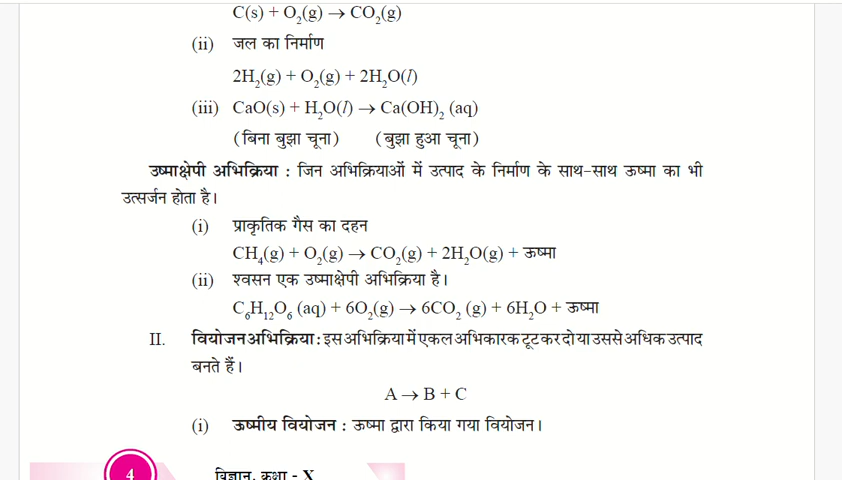 C(s) + O₂(g) → CO₂(g)
(ii) जल का निर्माण
2H₂(g) + O₂(g) + 2H₂O(l)
(iii) CaO(s) + H₂O(l) → Ca(OH)₂ (aq)
(बिना बुझा चूना) (बुझा हुआ चूना)
उष्माक्षेपी अभिक्रिया : जिन अभिक्रियाओं में उत्पाद के निर्माण के साथ-साथ ऊष्मा का भी
उत्सर्जन होता है।
(i) प्राकृतिक गैस का दहन
CH₄(g) + O₂(g) → CO₂(g) + 2H₂O(g) + ऊष्मा
(ii) श्वसन एक उष्माक्षेपी अभिक्रिया है।
C₆H₁₂O₆ (aq) + 6O₂(g) → 6CO₂ (g) + 6H₂O + ऊष्मा
II. वियोजन अभिक्रिया : इस अभिक्रिया में एकल अभिकारक टूट कर दो या उससे अधिक उत्पाद
बनते हैं।
A → B + C
(i) ऊष्मीय वियोजन : ऊष्मा द्वारा किया गया वियोजन।
4 विज्ञान, कक्षा - X